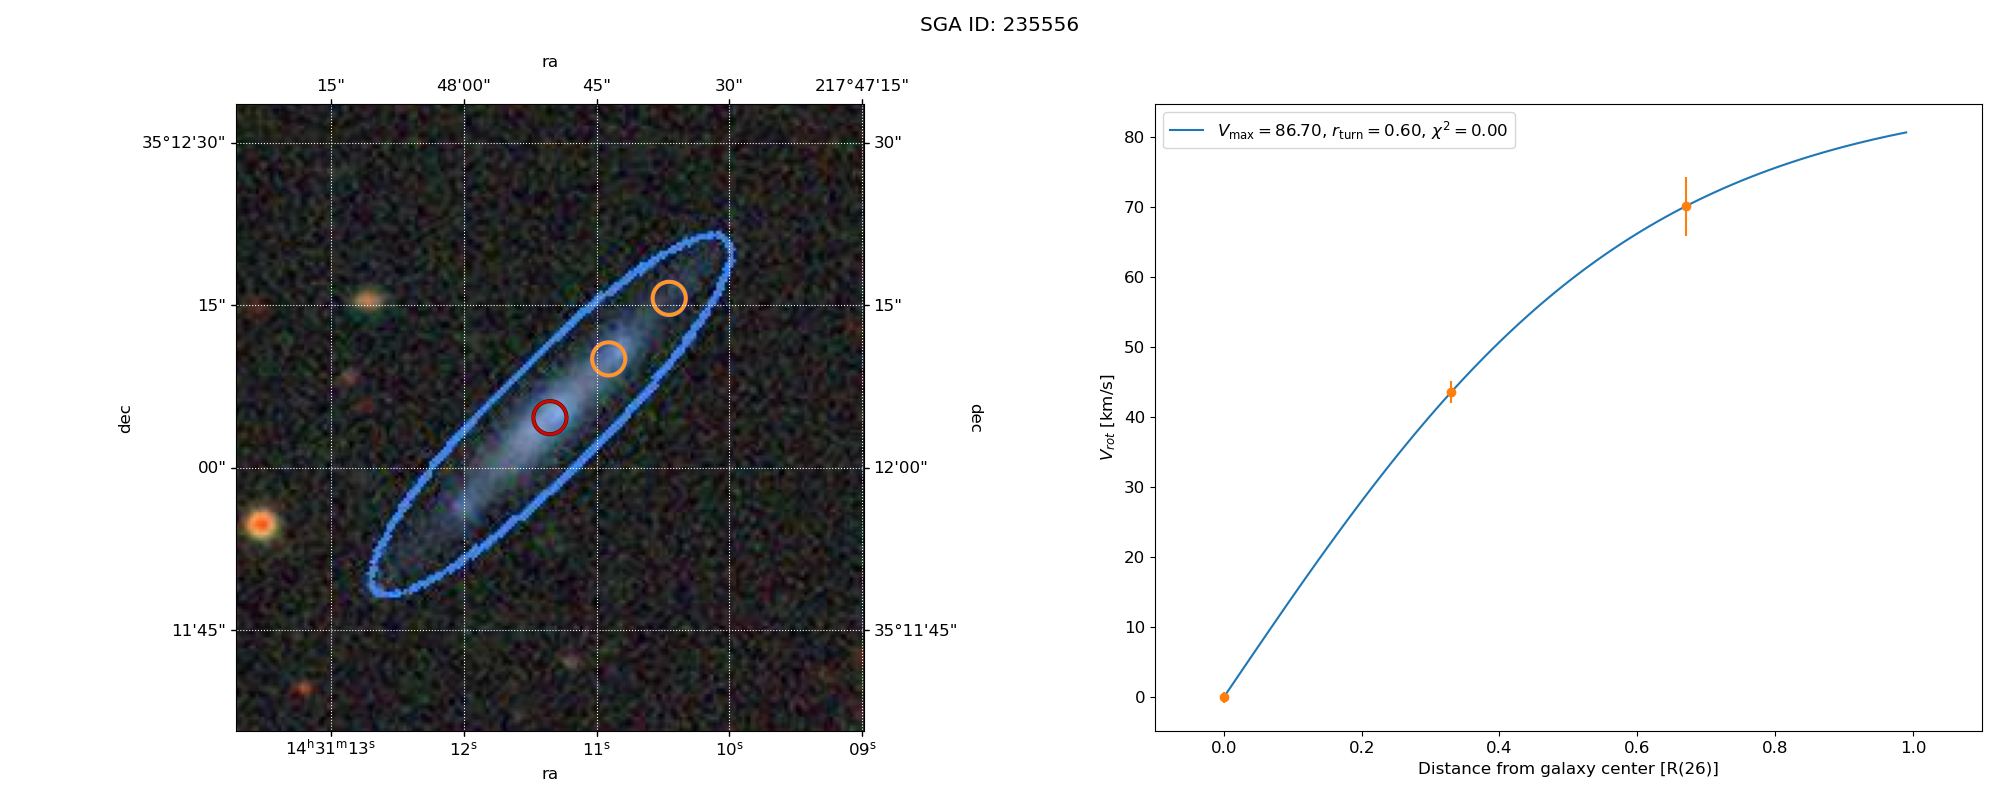 SGA ID: 235556
ra
15" 48'00" 45" 30" 217°47'15"
35°12'30" 30"
15" 15"
dec dec
00" 12'00"
11'45" 35°11'45"
14ʰ31ᵐ13ˢ 12ˢ 11ˢ 10ˢ 09ˢ
ra
V_max = 86.70, r_turn = 0.60, χ² = 0.00
80
70
60
50
40
30
20
10
0
V_rot [km/s]
0.0 0.2 0.4 0.6 0.8 1.0
Distance from galaxy center [R(26)]